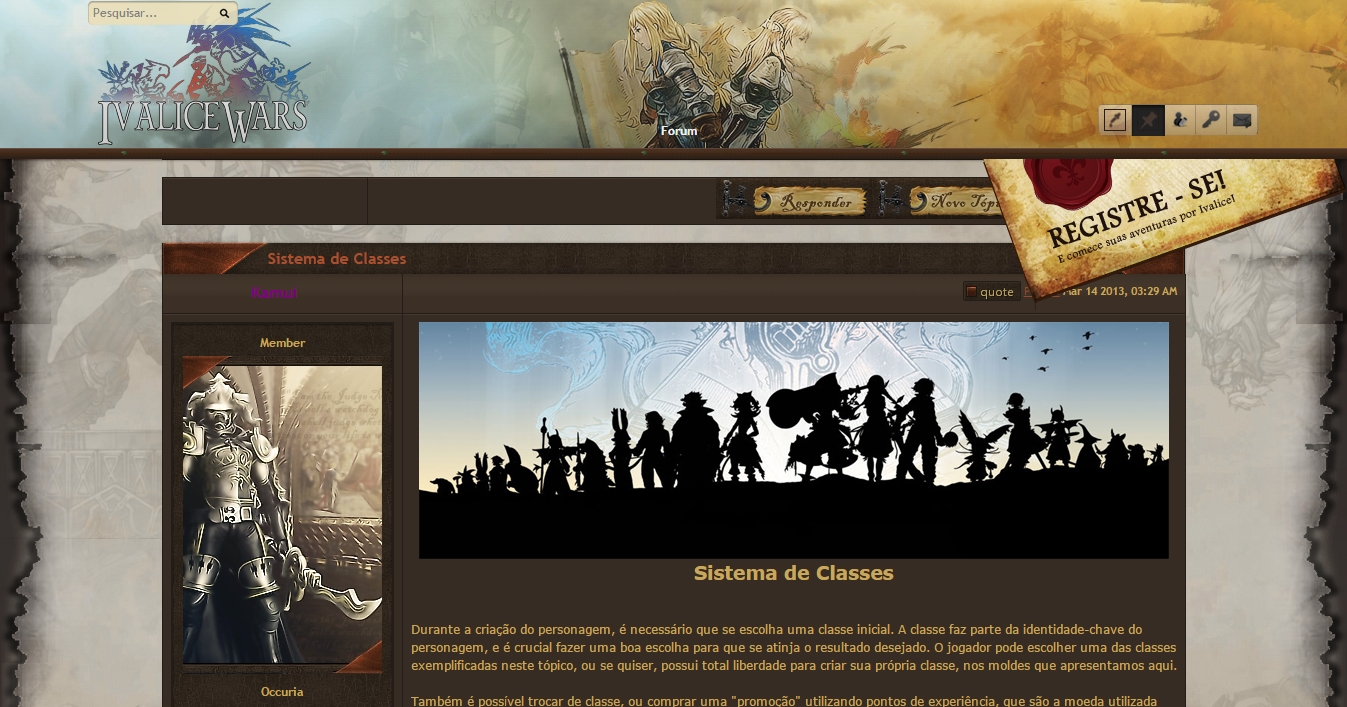 Pesquisar...
IVALICE WARS
Forum
Responder
Novo Tópi
REGISTRE - SE!
E comece suas aventuras por Ivalice!
Sistema de Classes
quote
Mar 14 2013, 03:29 AM
Member
Sistema de Classes
Durante a criação do personagem, é necessário que se escolha uma classe inicial. A classe faz parte da identidade-chave do
personagem, e é crucial fazer uma boa escolha para que se atinja o resultado desejado. O jogador pode escolher uma das classes
exemplificadas neste tópico, ou se quiser, possui total liberdade para criar sua própria classe, nos moldes que apresentamos aqui.
Também é possível trocar de classe, ou comprar uma "promoção" utilizando pontos de experiência, que são a moeda utilizada
Occuria